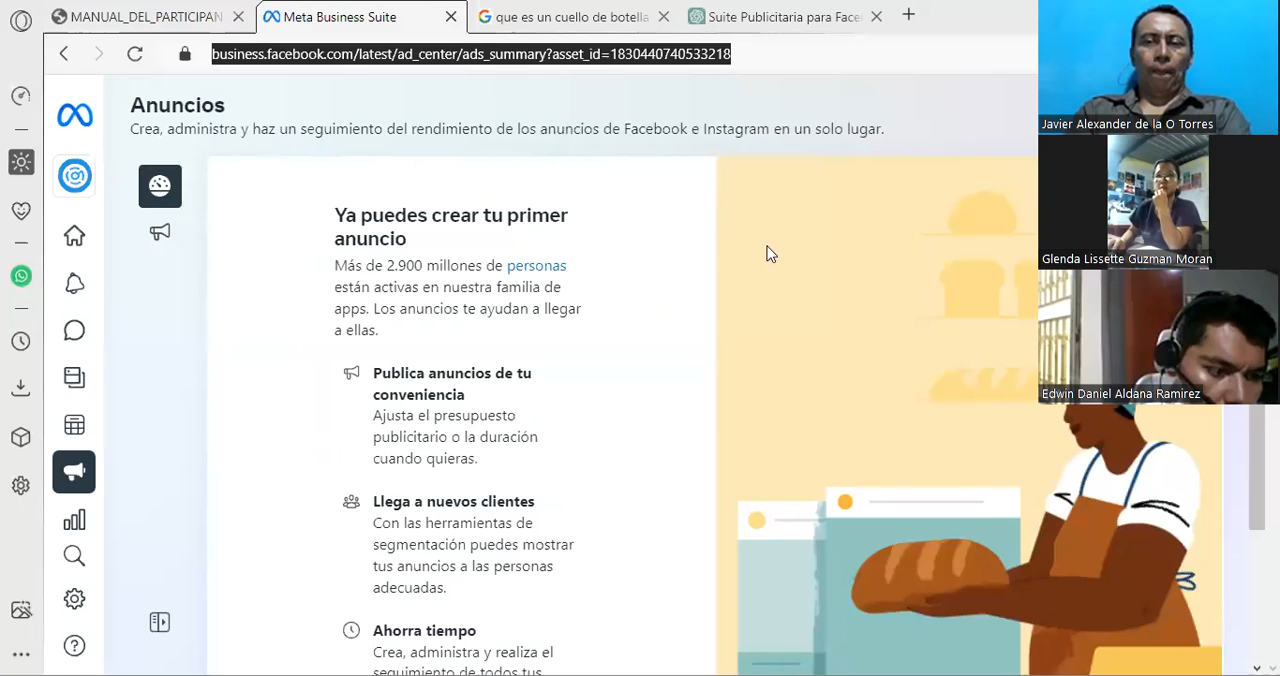 MANUAL_DEL_PARTICIPAN
Meta Business Suite
que es un cuello de botella
Suite Publicitaria para Face
business.facebook.com/latest/ad_center/ads_summary?asset_id=1830440740533218
Anuncios
Crea, administra y haz un seguimiento del rendimiento de los anuncios de Facebook e Instagram en un solo lugar.
Ya puedes crear tu primer
anuncio
Más de 2.900 millones de personas
están activas en nuestra familia de
apps. Los anuncios te ayudan a llegar
a ellas.
Publica anuncios de tu
conveniencia
Ajusta el presupuesto
publicitario o la duración
cuando quieras.
Llega a nuevos clientes
Con las herramientas de
segmentación puedes mostrar
tus anuncios a las personas
adecuadas.
Ahorra tiempo
Crea, administra y realiza el
seguimiento de todos tus
Javier Alexander de la O Torres
Glenda Lissette Guzman Moran
Edwin Daniel Aldana Ramirez